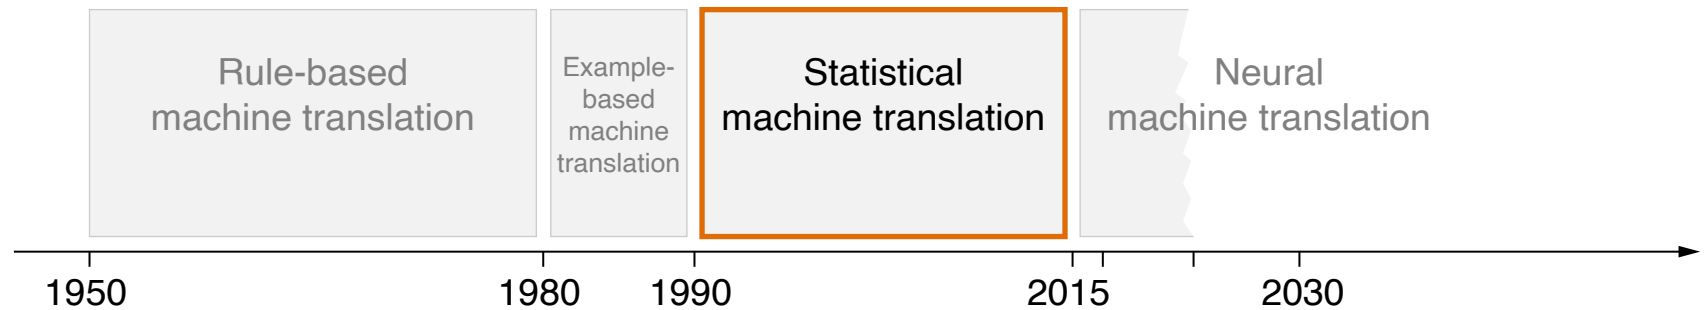 Rule-based
machine translation
Example-
based
machine
translation
Statistical
machine translation
Neural
machine translation
1950
1980
1990
2015
2030